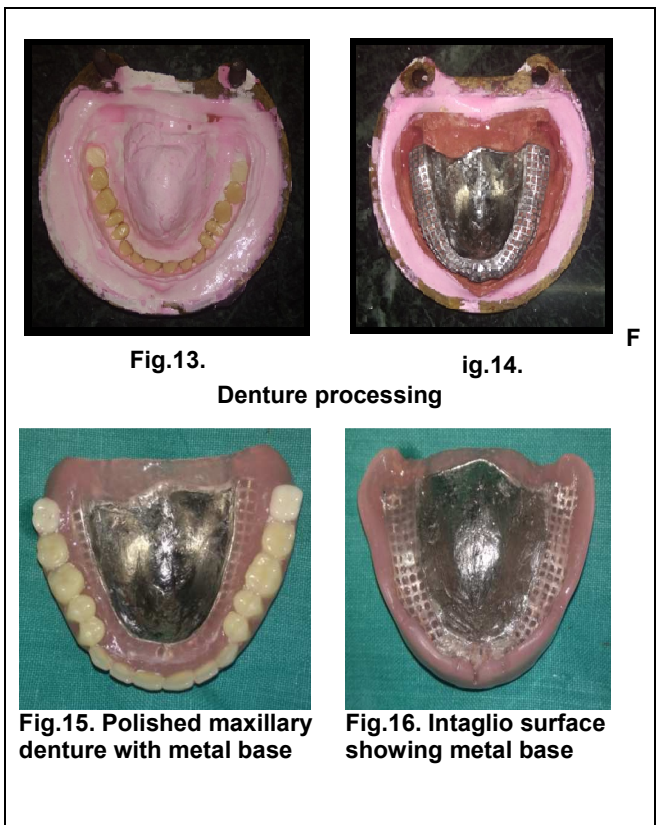 Fig.13.
F
ig.14.
Denture processing
Fig.15. Polished maxillary
denture with metal base
Fig.16. Intaglio surface
showing metal base